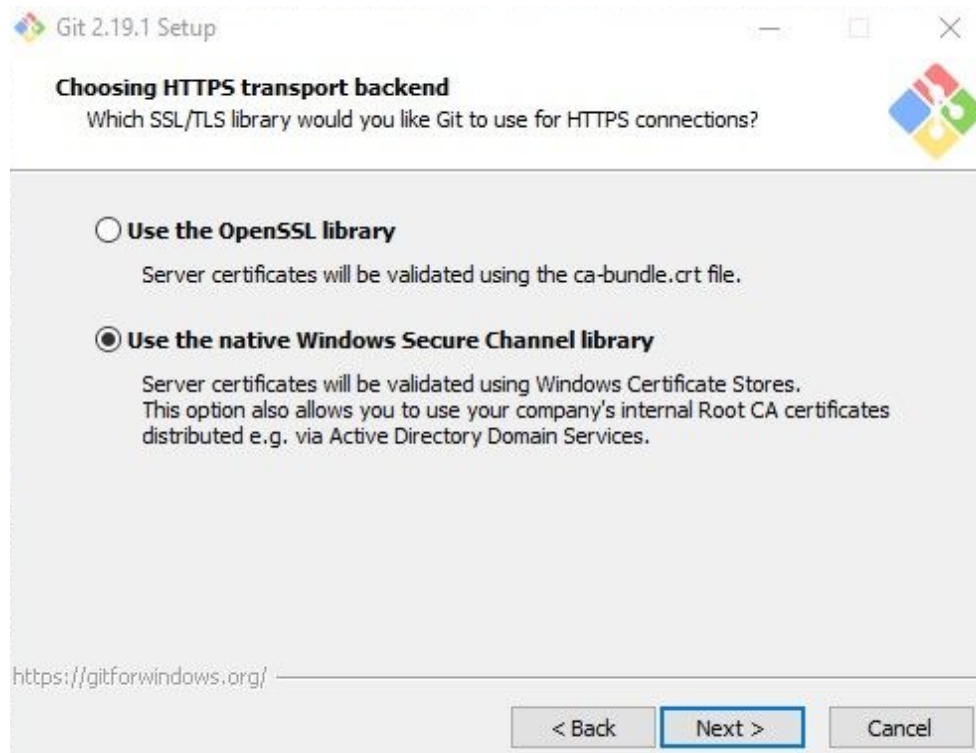 Git 2.19.1 Setup
Choosing HTTPS transport backend
Which SSL/TLS library would you like Git to use for HTTPS connections?
Use the OpenSSL library
Server certificates will be validated using the ca-bundle.crt file.
Use the native Windows Secure Channel library
Server certificates will be validated using Windows Certificate Stores.
This option also allows you to use your company's internal Root CA certificates
distributed e.g. via Active Directory Domain Services.
https://gitforwindows.org/
< Back Next > Cancel